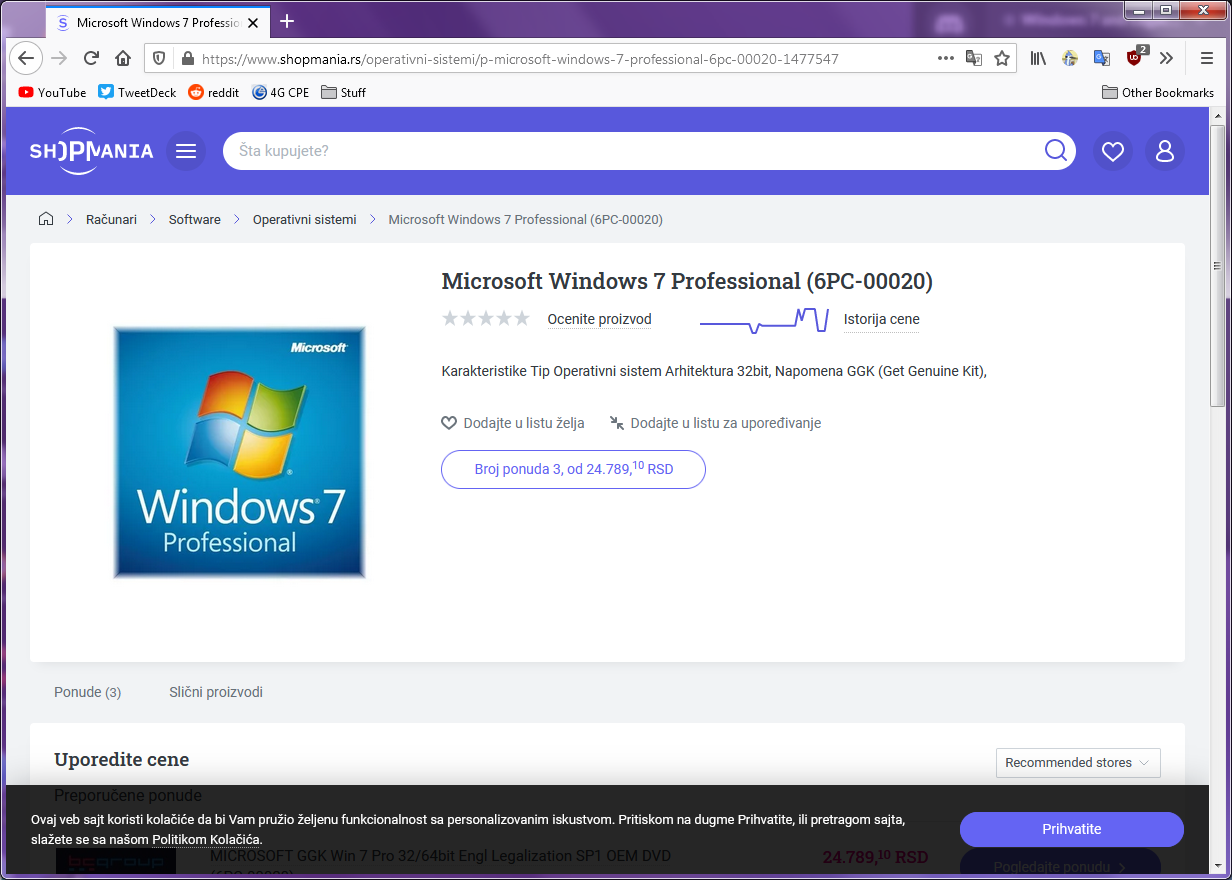 Microsoft Windows 7 Professio
https://www.shopmania.rs/operativni-sistemi/p-microsoft-windows-7-professional-6pc-00020-1477547
2
YouTube TweetDeck reddit 4G CPE Stuff Other Bookmarks
SHOPMANIA Šta kupujete?
Računari Software Operativni sistemi Microsoft Windows 7 Professional (6PC-00020)
Microsoft Windows 7 Professional (6PC-00020)
Ocenite proizvod Istorija cene
Microsoft
Karakteristike Tip Operativni sistem Arhitektura 32bit, Napomena GGK (Get Genuine Kit),
Dodajte u listu želja Dodajte u listu za upoređivanje
Broj ponuda 3, od 24.789,10 RSD
Windows 7
Professional
Ponude (3) Slični proizvodi
Uporedite cene Recommended stores
Preporučene ponude
Ovaj veb sajt koristi kolačiće da bi Vam pružio željenu funkcionalnost sa personalizovanim iskustvom. Pritiskom na dugme Prihvatite, ili pretragom sajta,
slažete se sa našom Politikom Kolačića.
Prihvatite
MICROSOFT GGK Win 7 Pro 32/64bit Engl Legalization SP1 OEM DVD 24.789,10 RSD
Pogledajte ponudu